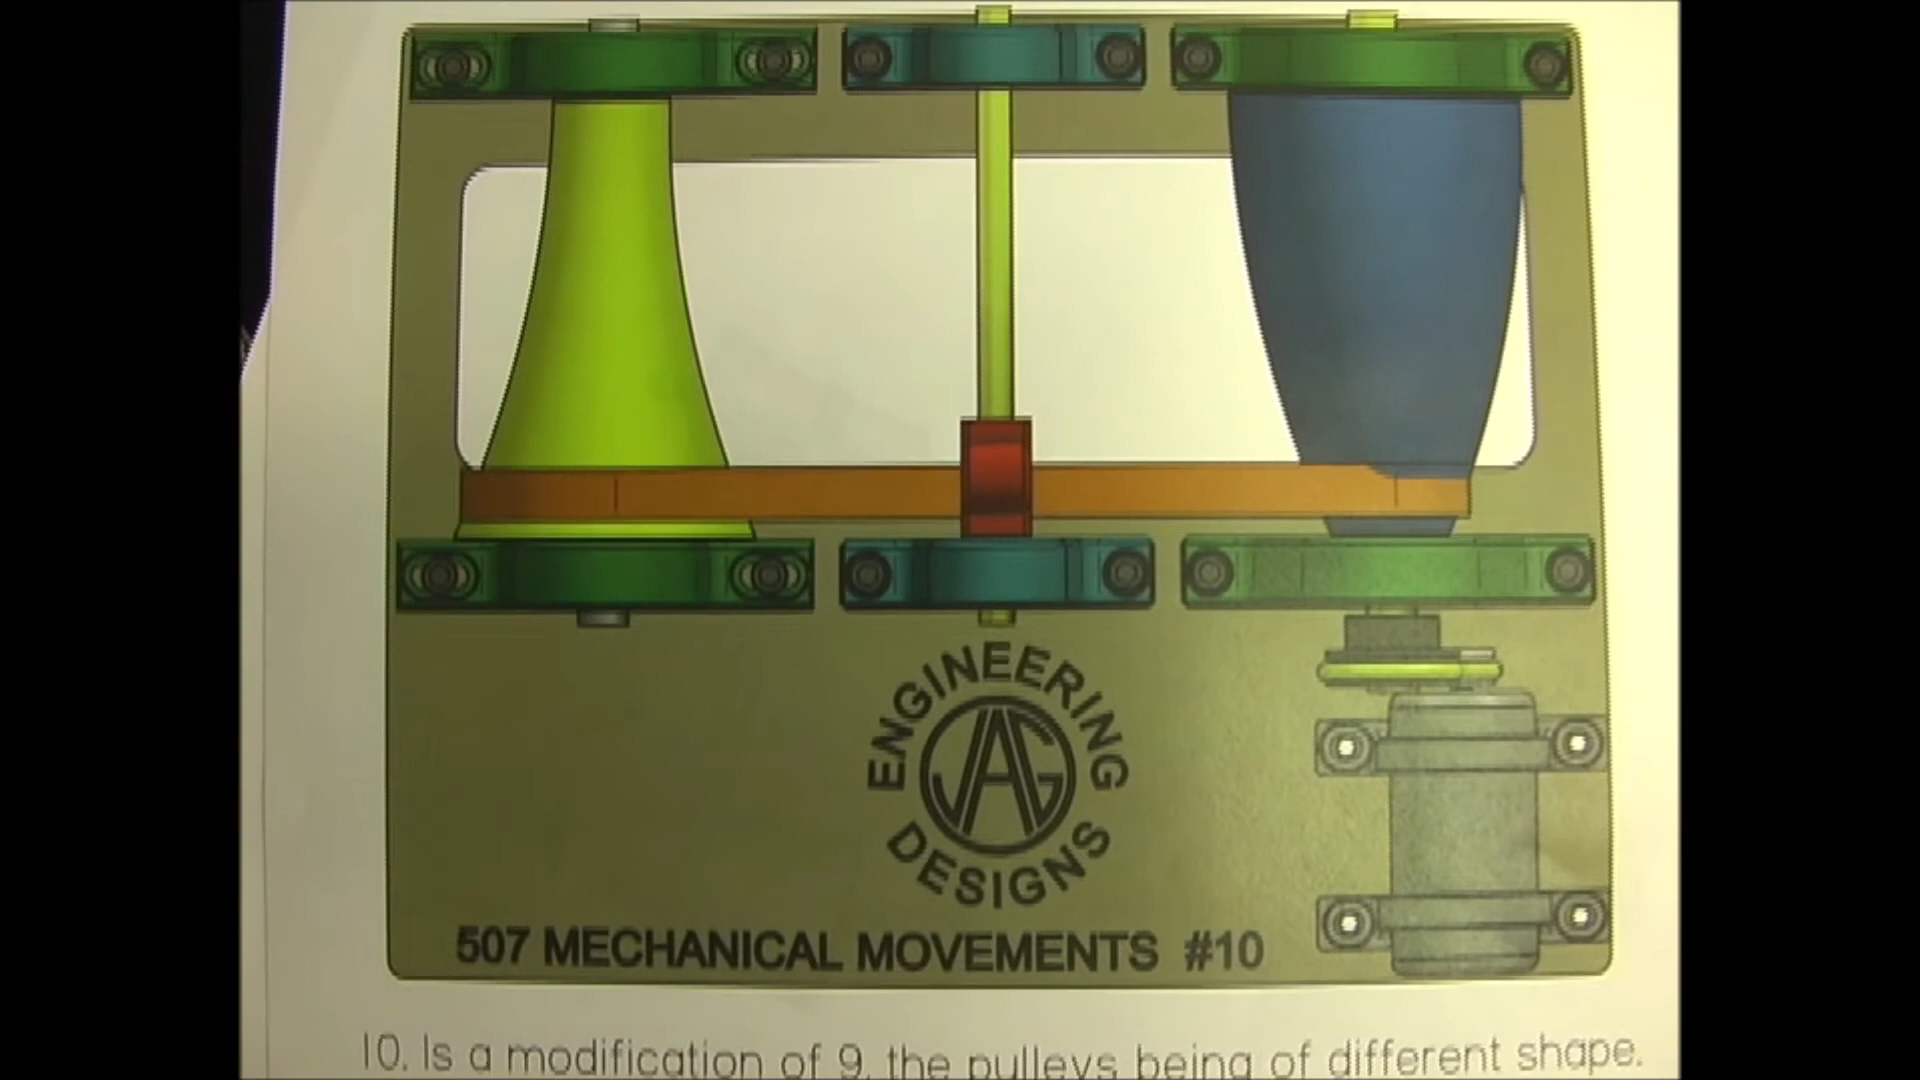 ENGINEERING
JAG
DESIGNS
507 MECHANICAL MOVEMENTS #10
10. Is a modification of 9, the pulleys being of different shape.